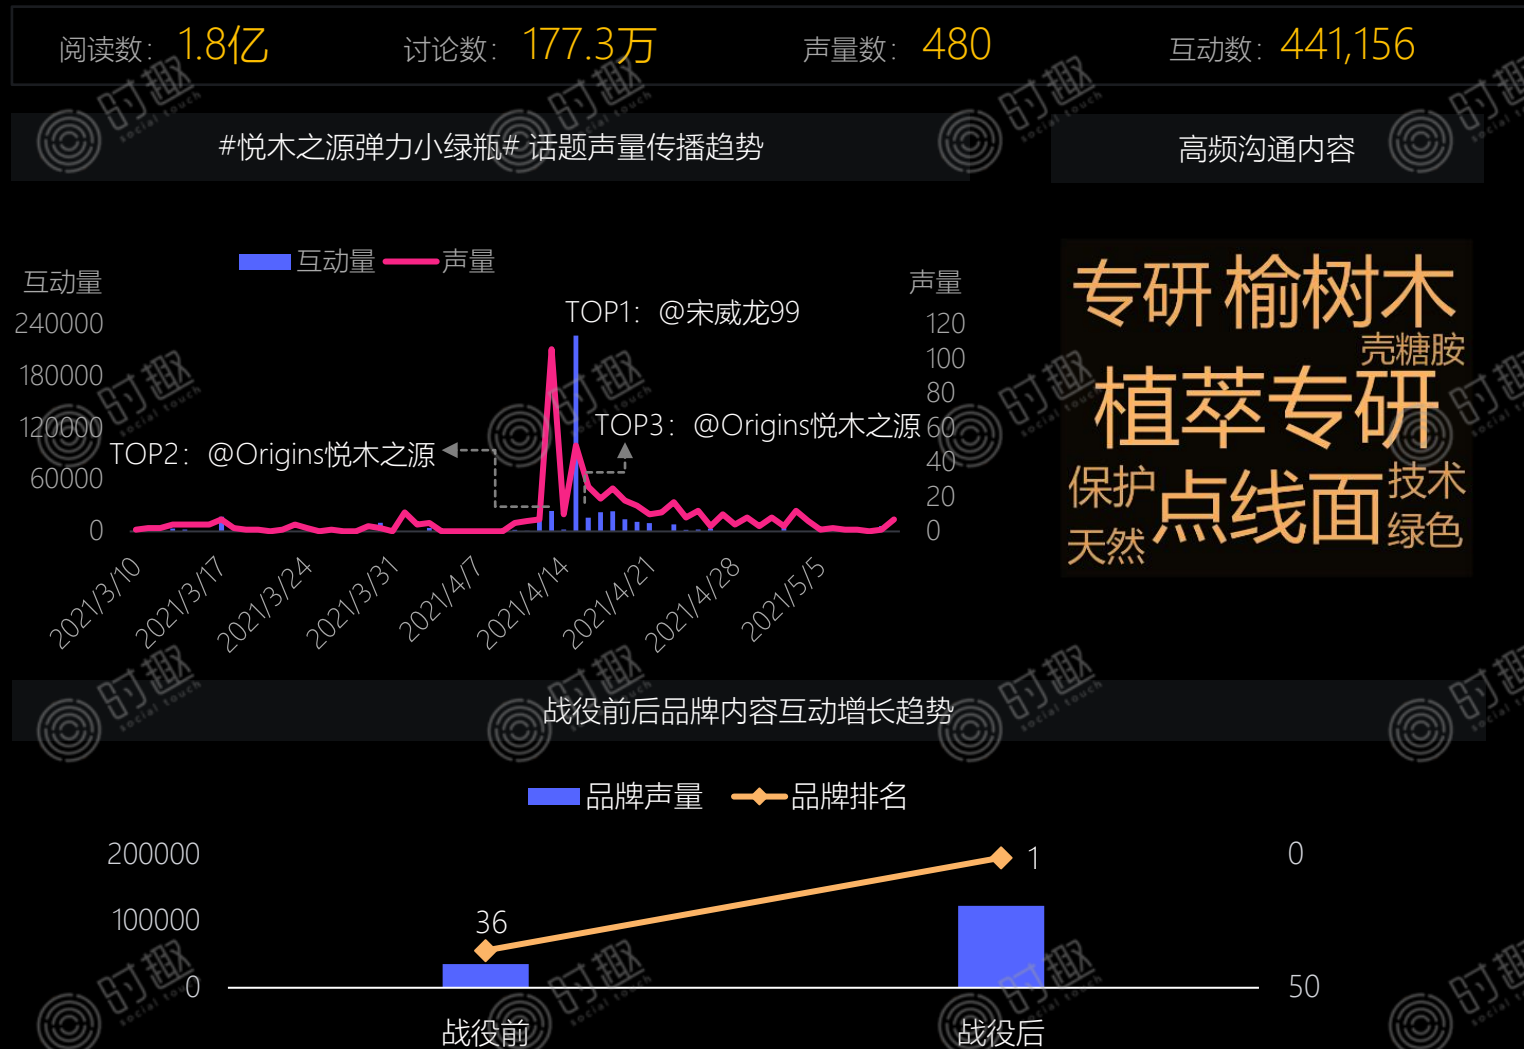 阅读数：1.8亿 讨论数：177.3万 声量数：480 互动数：441,156
#悦木之源弹力小绿瓶# 话题声量传播趋势
高频沟通内容
互动量 声量
互动量
声量
TOP1：@宋威龙99
TOP2：@Origins悦木之源
TOP3：@Origins悦木之源
240000
180000
120000
60000
0
120
100
80
60
40
20
0
2021/3/10
2021/3/17
2021/3/24
2021/3/31
2021/4/7
2021/4/14
2021/4/21
2021/4/28
2021/5/5
专研 榆树木
壳糖胺
植萃专研
保护 点线面 技术
天然 绿色
战役前后品牌内容互动增长趋势
品牌声量 品牌排名
200000
100000
0
36
1
0
50
战役前 战役后
时趣
social touch